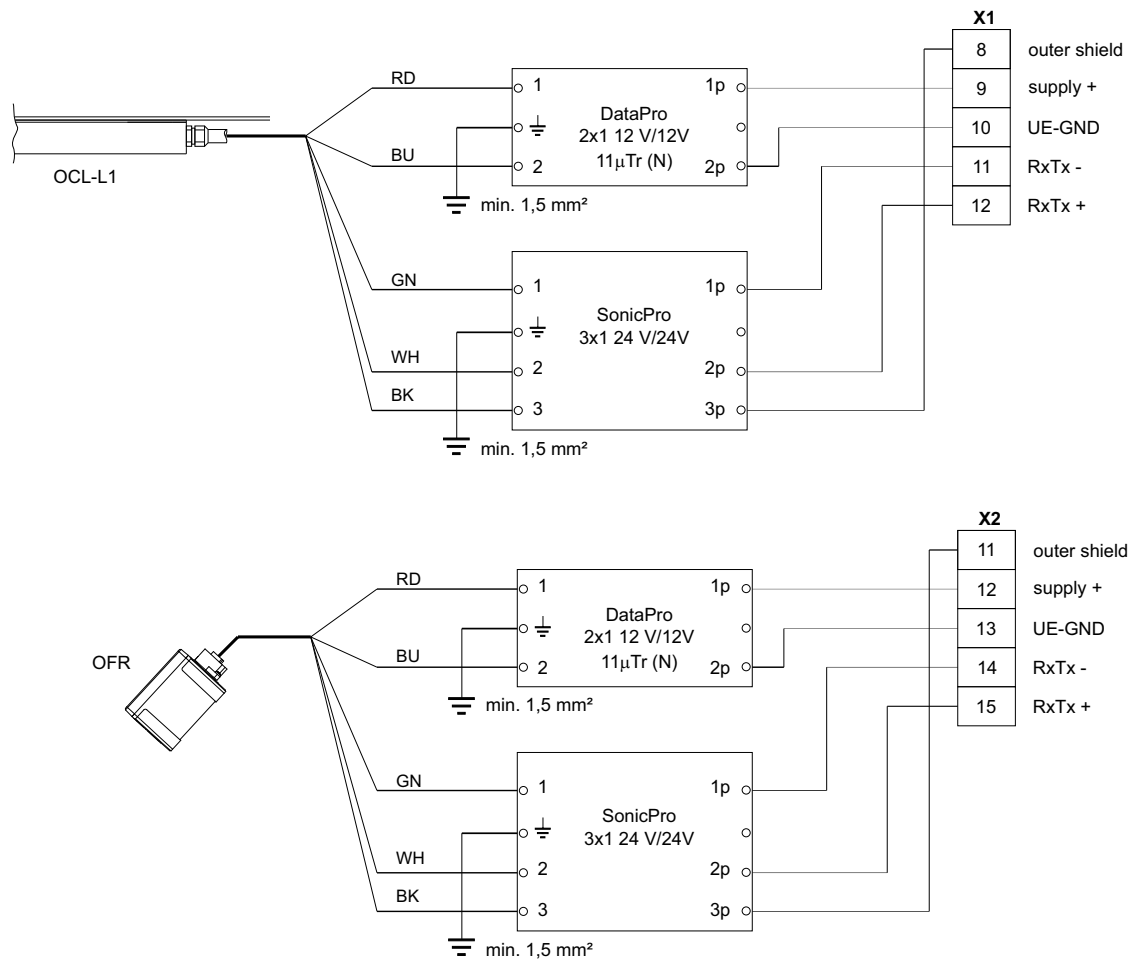 X1
8 outer shield
RD
1 1p
9 supply +
DataPro
2x1 12 V/12V
11µTr (N)
10 UE-GND
BU
2 2p
11 RxTx -
OCL-L1
min. 1,5 mm²
12 RxTx +
GN
1 1p
SonicPro
3x1 24 V/24V
WH
2 2p
BK
3 3p
min. 1,5 mm²
X2
11 outer shield
RD
1 1p
12 supply +
DataPro
2x1 12 V/12V
11µTr (N)
13 UE-GND
OFR
BU
2 2p
14 RxTx -
min. 1,5 mm²
15 RxTx +
GN
1 1p
SonicPro
3x1 24 V/24V
WH
2 2p
BK
3 3p
min. 1,5 mm²